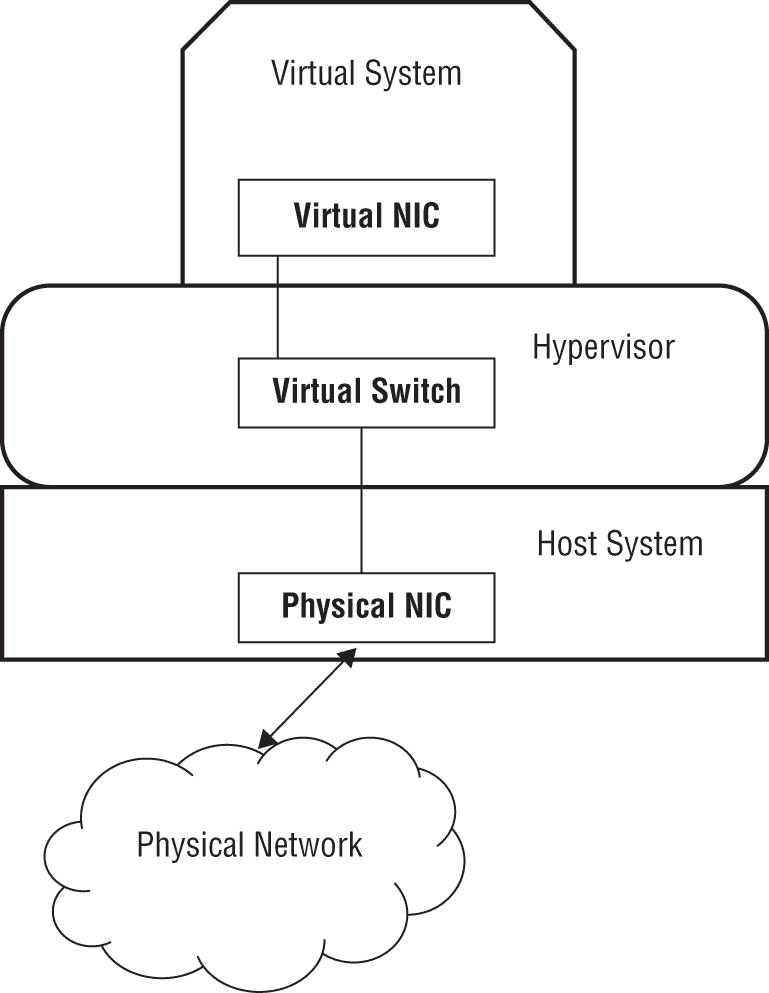 Virtual System
Virtual NIC
Hypervisor
Virtual Switch
Host System
Physical NIC
Physical Network